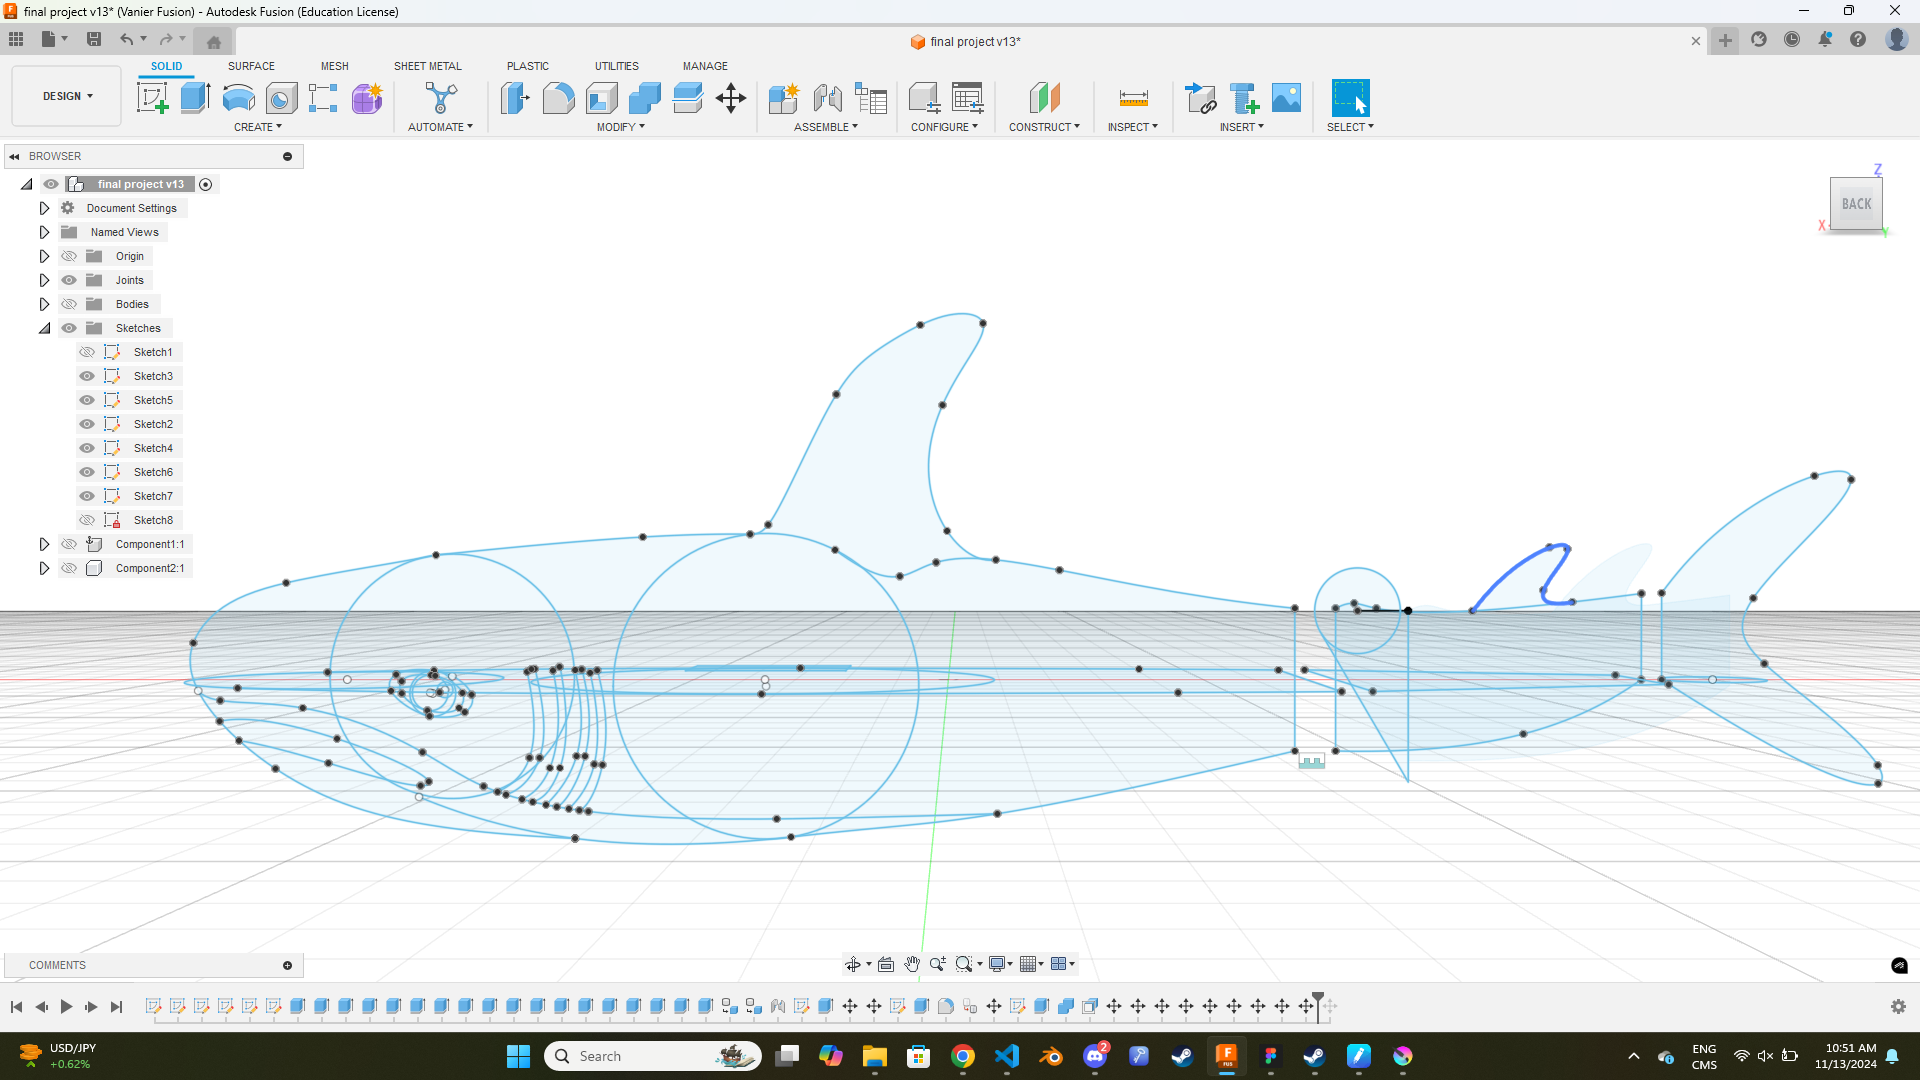 final project v13* (Vanier Fusion) - Autodesk Fusion (Education License)
final project v13*
DESIGN
SOLID
SURFACE
MESH
SHEET METAL
PLASTIC
UTILITIES
MANAGE
CREATE
AUTOMATE
MODIFY
ASSEMBLE
CONFIGURE
CONSTRUCT
INSPECT
INSERT
SELECT
BROWSER
final project v13
Document Settings
Named Views
Origin
Joints
Bodies
Sketches
Sketch1
Sketch3
Sketch5
Sketch2
Sketch4
Sketch6
Sketch7
Sketch8
Component1:1
Component2:1
Z
BACK
X
Y
COMMENTS
USD/JPY
+0.62%
Search
2
F
FUS
ENG
CMS
10:51 AM
11/13/2024